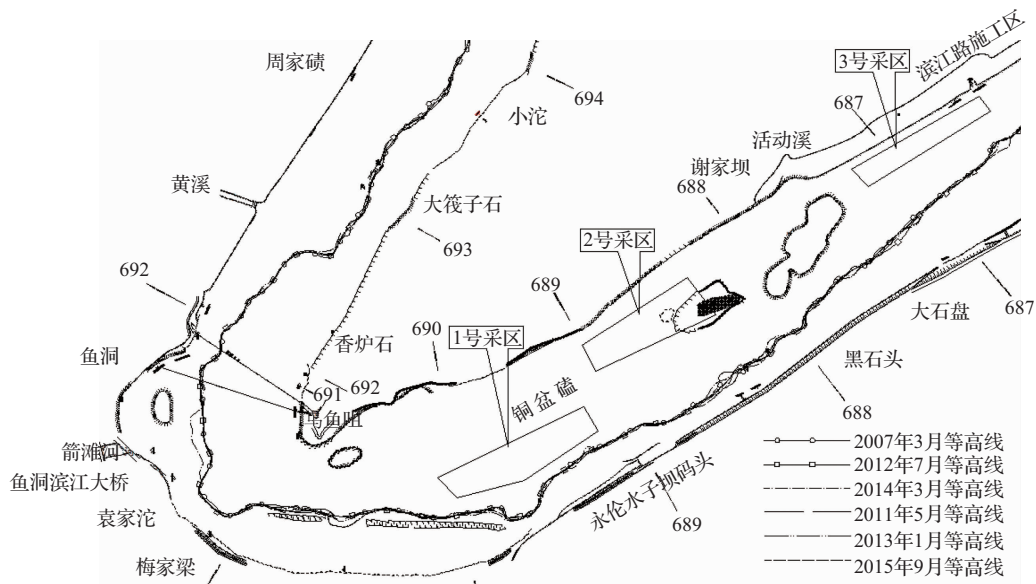 周家碛
694
小沱
黄溪
大筏子石
693
692
鱼洞
香炉石
691
692
乌鱼咀
690
1号采区
689
2号采区
688
谢家坝
活动溪
687
3号采区
滨江路施工区
箭滩河
鱼洞滨江大桥
袁家沱
梅家梁
铜盆磕
永伦水子坝码头
689
688
黑石头
大石盘
687
2007年3月等高线
2012年7月等高线
2014年3月等高线
2011年5月等高线
2013年1月等高线
2015年9月等高线